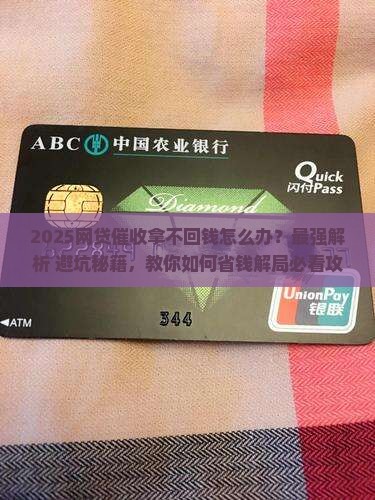 ABC 中国农业银行
Quick
闪付Pass
Diamond
2025网贷催收拿不回钱怎么办？最强解
析 避坑秘籍，教你如何省钱解局必看攻
UnionPay
银联
ATM
344